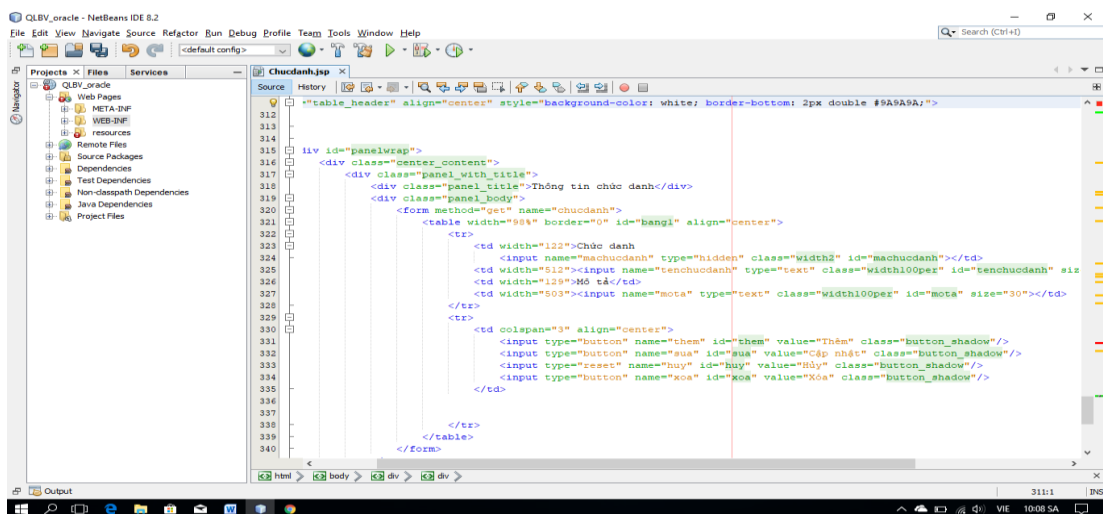 QLBV_oracle - NetBeans IDE 8.2
File Edit View Navigate Source Refactor Run Debug Profile Team Tools Window Help
Search (Ctrl+I)
<default config>
Projects Files Services
Chucdanh.jsp
Navigator
QLBV_oracle
Web Pages
META-INF
WEB-INF
resources
Remote Files
Source Packages
Dependencies
Test Dependencies
Non-classpath Dependencies
Java Dependencies
Project Files
Source History
="table_header" align="center" style="background-color: white; border-bottom: 2px double #9A9A9A;">
312
313
314
315 div id="panelwrap">
316 <div class="center_content">
317 <div class="panel_with_title">
318 <div class="panel_title">Thông tin chức danh</div>
319 <div class="panel_body">
320 <form method="get" name="chucdanh">
321 <table width="98%" border="0" id="bang1" align="center">
322 <tr>
323 <td width="122">Chức danh
324 <input name="machucdanh" type="hidden" class="width2" id="machucdanh"></td>
325 <td width="512"><input name="tenchucdanh" type="text" class="width100per" id="tenchucdanh" siz
326 <td width="129">Mô tả</td>
327 <td width="503"><input name="mota" type="text" class="width100per" id="mota" size="30"></td>
328 </tr>
329 <tr>
330 <td colspan="3" align="center">
331 <input type="button" name="them" id="them" value="Thêm" class="button_shadow"/>
332 <input type="button" name="sua" id="sua" value="Cập nhật" class="button_shadow"/>
333 <input type="reset" name="huy" id="huy" value="Hủy" class="button_shadow"/>
334 <input type="button" name="xoa" id="xoa" value="Xóa" class="button_shadow"/>
335 </td>
336
337
338 </tr>
339 </table>
340 </form>
html body div div
Output
311:1 INS
VIE 10:08 SA